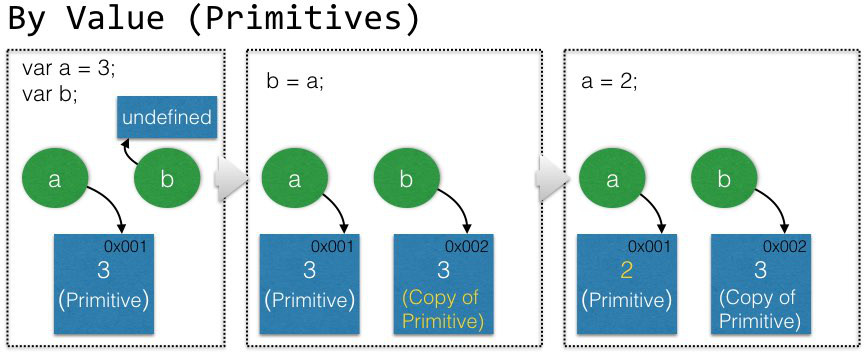 By Value (Primitives)
var a = 3;
var b;
undefined
a
b
0x001
3
(Primitive)
b = a;
a
b
0x001
3
(Primitive)
0x002
3
(Copy of
Primitive)
a = 2;
a
b
0x001
2
(Primitive)
0x002
3
(Copy of
Primitive)